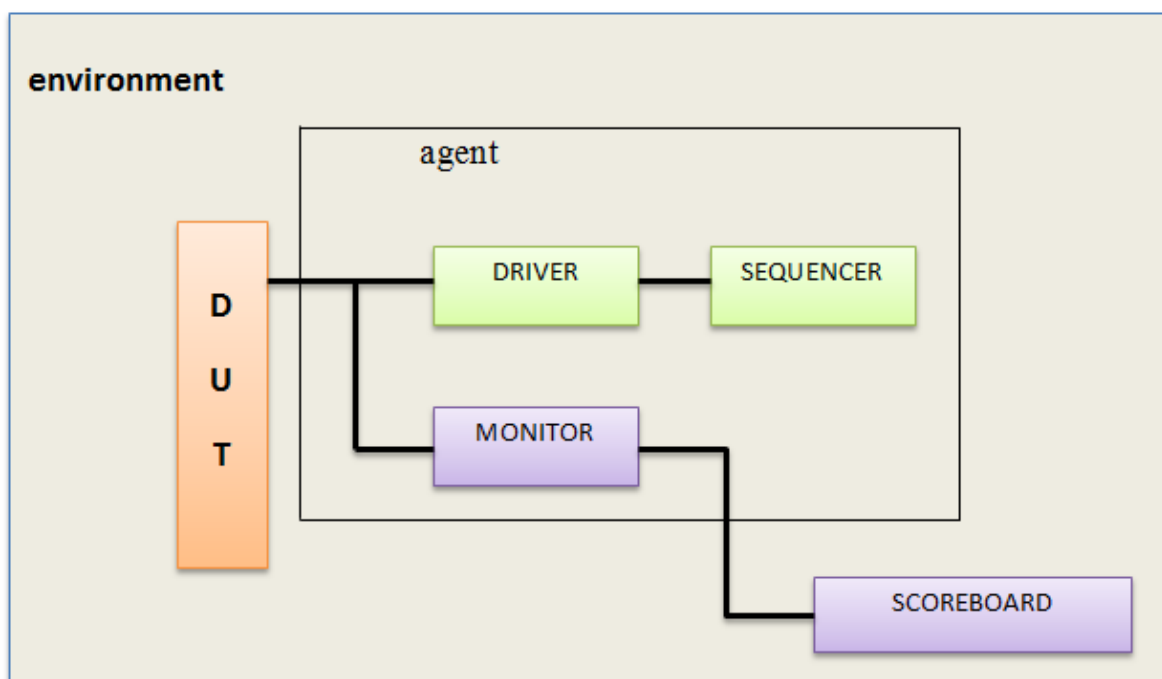 environment
agent
DRIVER
SEQUENCER
D
U
T
MONITOR
SCOREBOARD